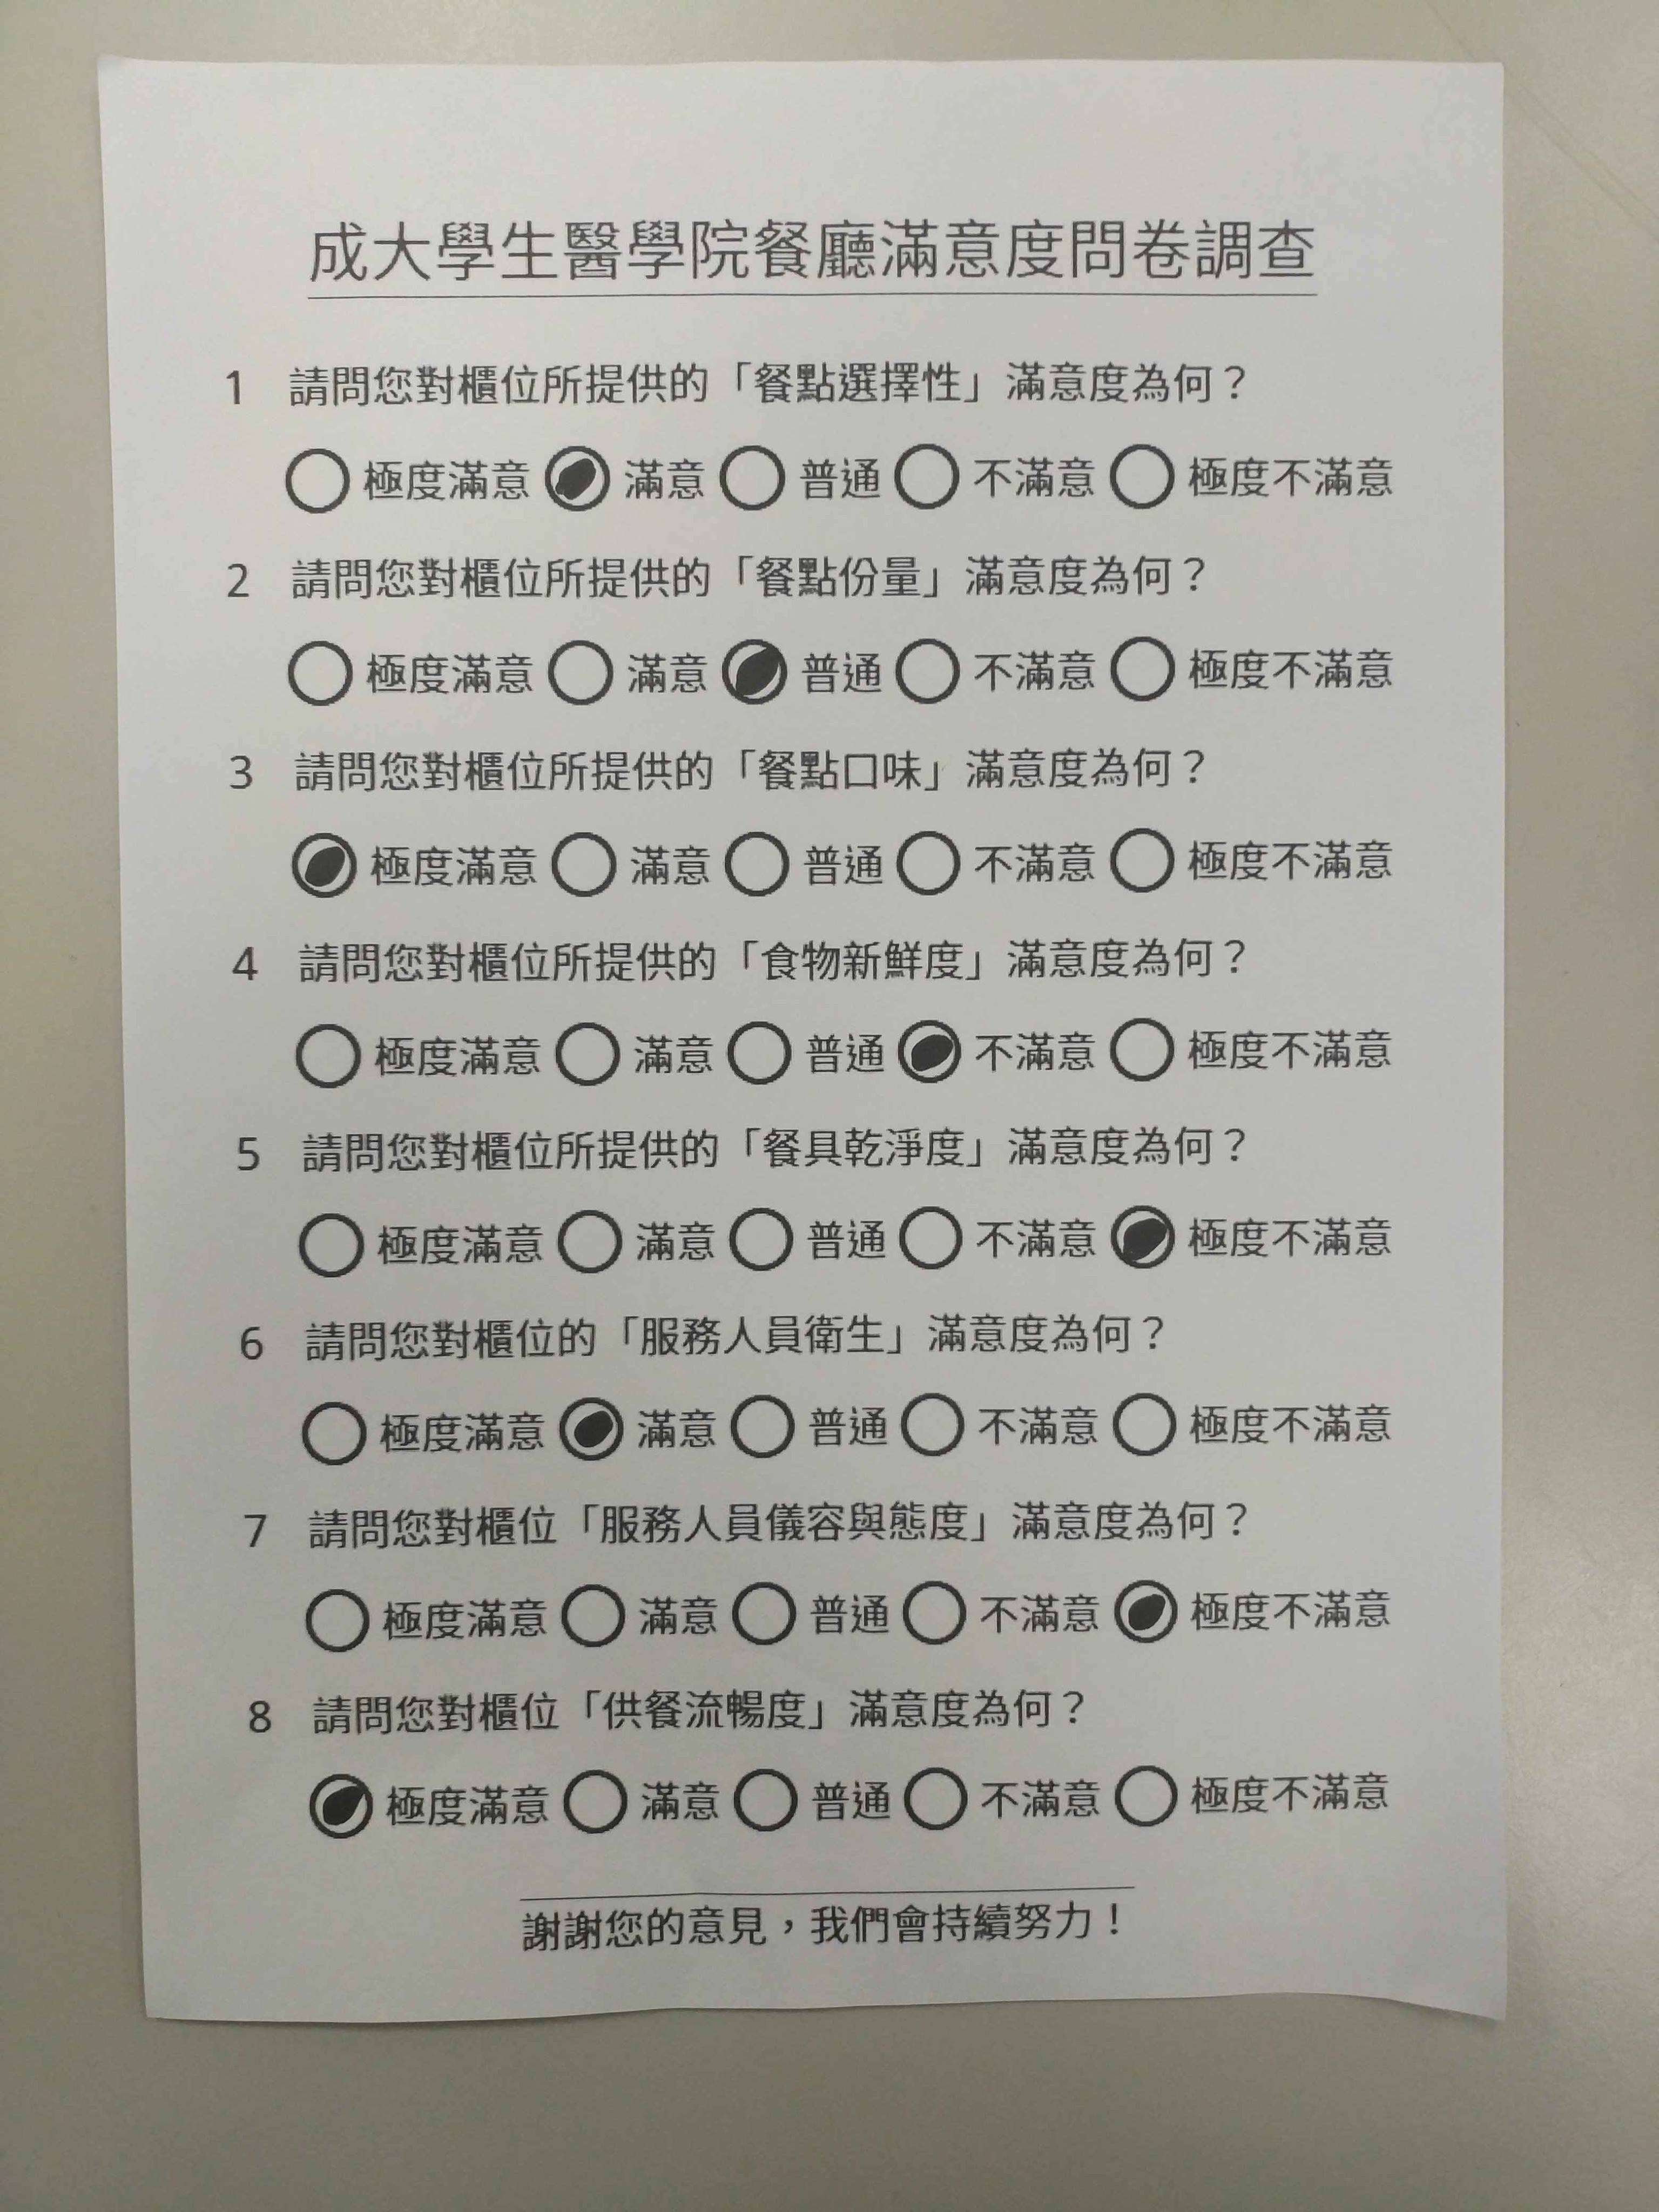 成大學生醫學院餐廳滿意度問卷調查
1 請問您對櫃位所提供的「餐點選擇性」滿意度為何？
極度滿意 滿意 普通 不滿意 極度不滿意
2 請問您對櫃位所提供的「餐點份量」滿意度為何？
極度滿意 滿意 普通 不滿意 極度不滿意
3 請問您對櫃位所提供的「餐點口味」滿意度為何？
極度滿意 滿意 普通 不滿意 極度不滿意
4 請問您對櫃位所提供的「食物新鮮度」滿意度為何？
極度滿意 滿意 普通 不滿意 極度不滿意
5 請問您對櫃位所提供的「餐具乾淨度」滿意度為何？
極度滿意 滿意 普通 不滿意 極度不滿意
6 請問您對櫃位的「服務人員衛生」滿意度為何？
極度滿意 滿意 普通 不滿意 極度不滿意
7 請問您對櫃位「服務人員儀容與態度」滿意度為何？
極度滿意 滿意 普通 不滿意 極度不滿意
8 請問您對櫃位「供餐流暢度」滿意度為何？
極度滿意 滿意 普通 不滿意 極度不滿意
謝謝您的意見，我們會持續努力！